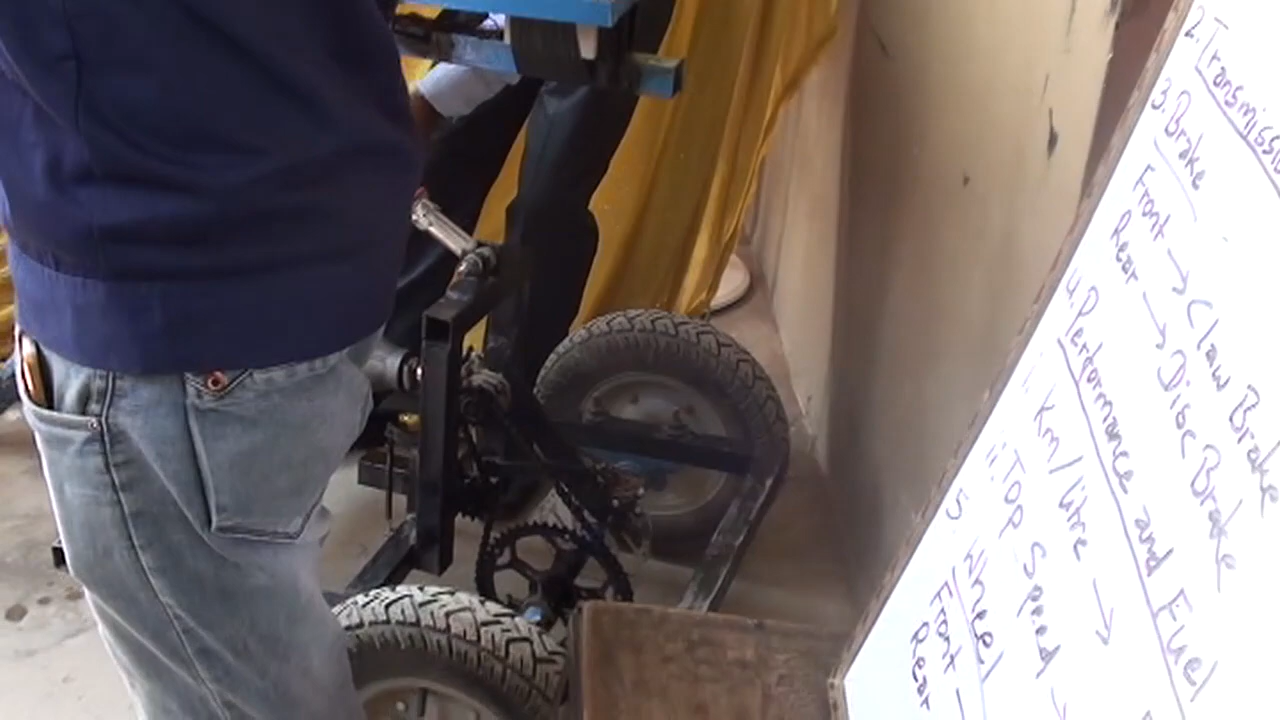 2. Transmissi
3. Brake
Front → Claw Brake
Rear → Disc Brake
4. Performance and Fuel
i. Km/litre →
ii. Top Speed →
5. Wheel
Front -
Rear